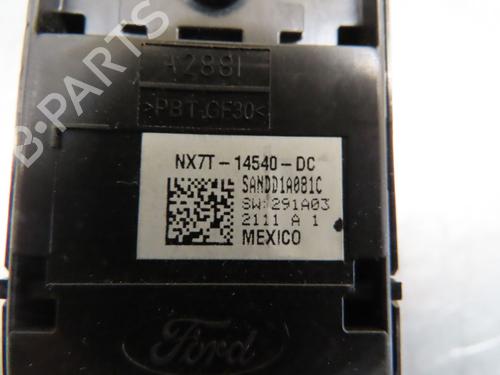 A2881
>PBT-GF30<
NX7T-14540-DC
SANDD1A081C
SW:291A03
2111 A 1
MEXICO
Ford
B-PARTS